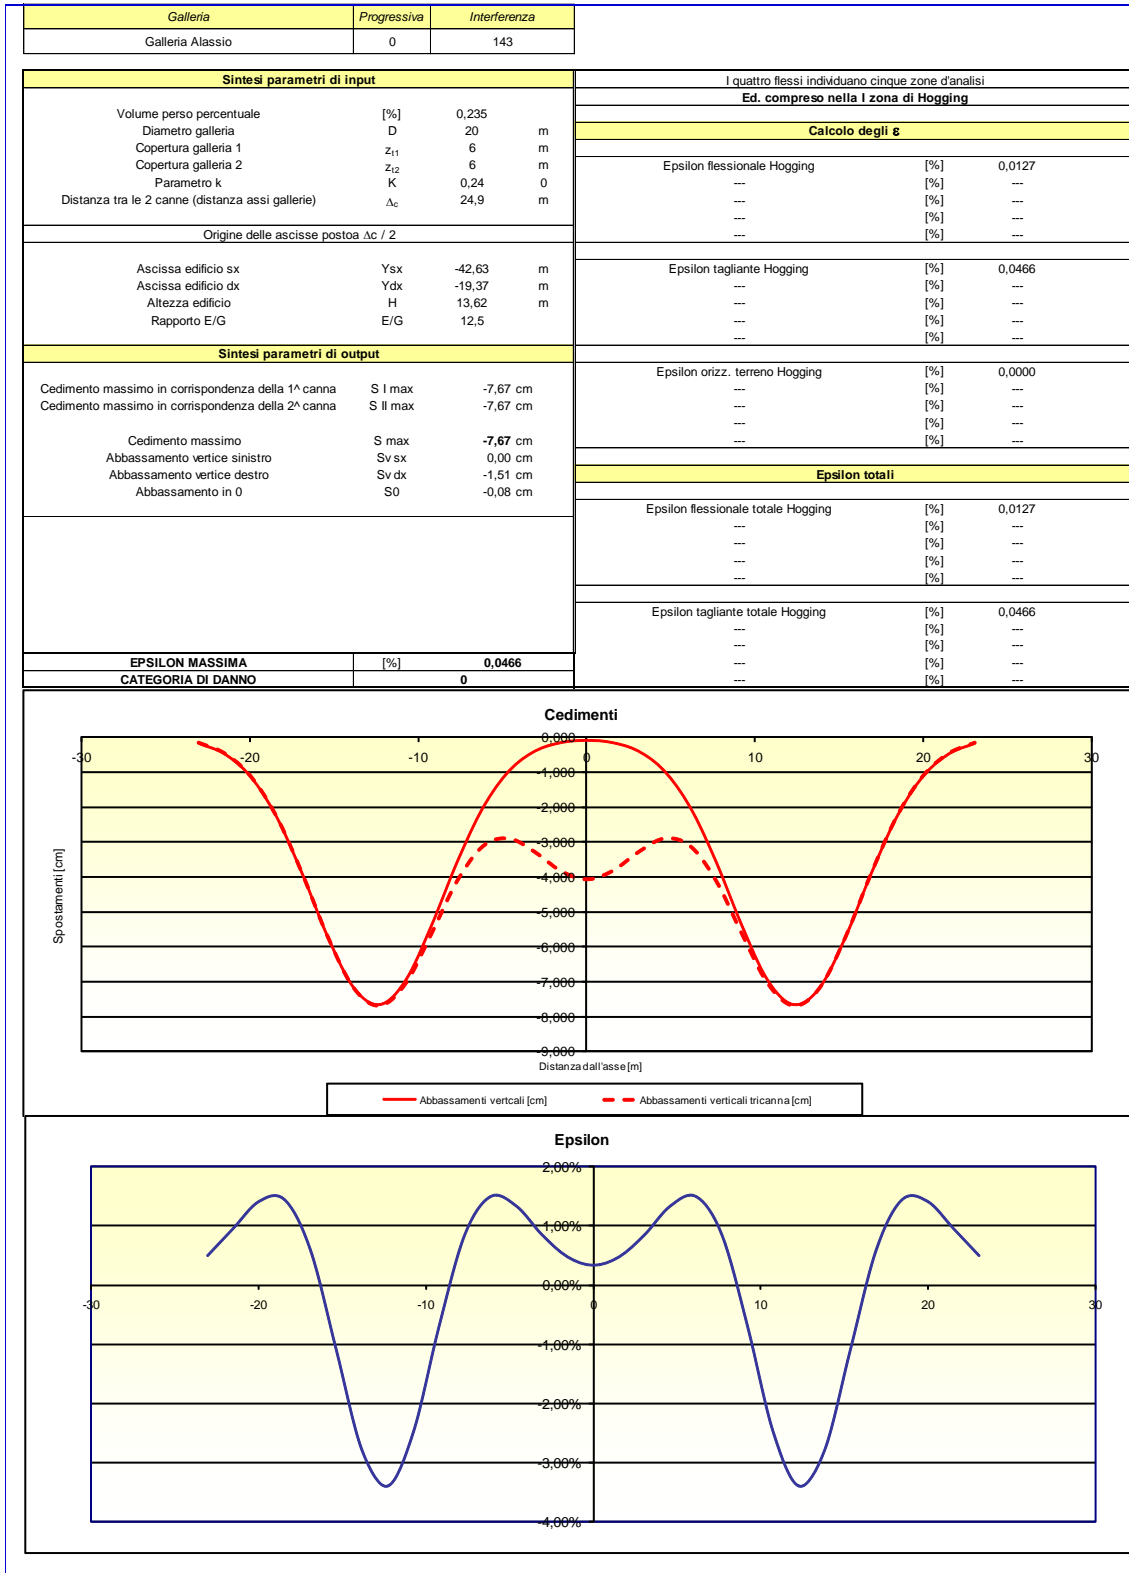 Galleria Progressiva Interferenza
Galleria Alassio 0 143
Sintesi parametri di input
Volume perso percentuale [%] 0,235
Diametro galleria D 20 m
Copertura galleria 1 zt1 6 m
Copertura galleria 2 zt2 6 m
Parametro k K 0,24 0
Distanza tra le 2 canne (distanza assi gallerie) Δc 24,9 m
Origine delle ascisse postoa Δc / 2
Ascissa edificio sx Ysx -42,63 m
Ascissa edificio dx Ydx -19,37 m
Altezza edificio H 13,62 m
Rapporto E/G E/G 12,5
Sintesi parametri di output
Cedimento massimo in corrispondenza della 1^ canna S I max -7,67 cm
Cedimento massimo in corrispondenza della 2^ canna S II max -7,67 cm
Cedimento massimo S max -7,67 cm
Abbassamento vertice sinistro Sv sx 0,00 cm
Abbassamento vertice destro Sv dx -1,51 cm
Abbassamento in 0 S0 -0,08 cm
EPSILON MASSIMA [%] 0,0466
CATEGORIA DI DANNO 0
I quattro flessi individuano cinque zone d'analisi
Ed. compreso nella I zona di Hogging
Calcolo degli ε
Epsilon flessionale Hogging [%] 0,0127
--- [%] ---
--- [%] ---
--- [%] ---
--- [%] ---
Epsilon tagliante Hogging [%] 0,0466
--- [%] ---
--- [%] ---
--- [%] ---
--- [%] ---
Epsilon orizz. terreno Hogging [%] 0,0000
--- [%] ---
--- [%] ---
--- [%] ---
--- [%] ---
Epsilon totali
Epsilon flessionale totale Hogging [%] 0,0127
--- [%] ---
--- [%] ---
--- [%] ---
--- [%] ---
Epsilon tagliante totale Hogging [%] 0,0466
--- [%] ---
--- [%] ---
--- [%] ---
--- [%] ---
Cedimenti
0,000
-30 -20 -10 0 10 20 30
-1,000
-2,000
-3,000
-4,000
-5,000
-6,000
-7,000
-8,000
-9,000
Spostamenti [cm]
Distanza dall'asse [m]
Abbassamenti vertcali [cm] Abbassamenti verticali tricanna [cm]
Epsilon
2,00%
1,00%
0,00%
-30 -20 -10 0 10 20 30
-1,00%
-2,00%
-3,00%
-4,00%